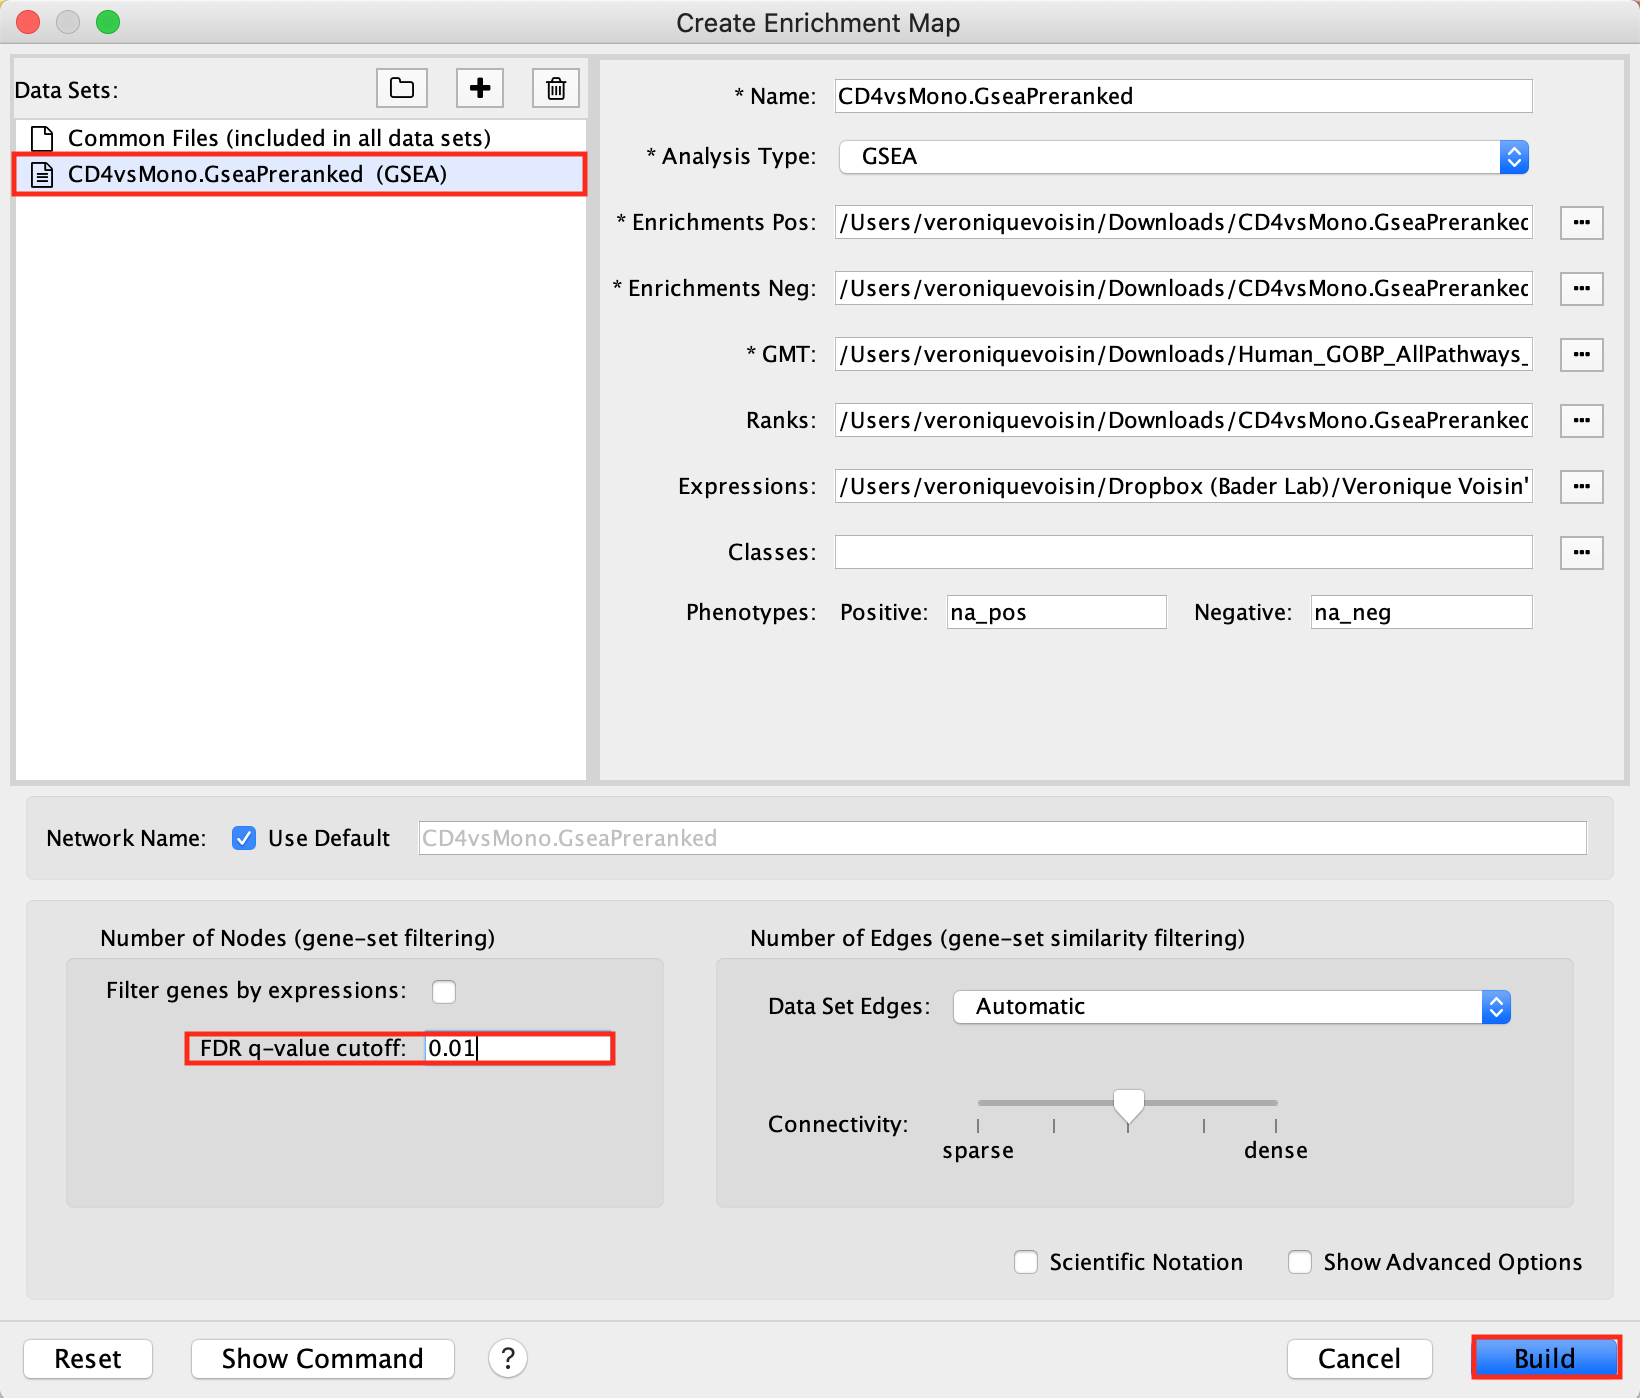 Create Enrichment Map
Data Sets:
Common Files (included in all data sets)
CD4vsMono.GseaPreranked (GSEA)
* Name: CD4vsMono.GseaPreranked
* Analysis Type: GSEA
* Enrichments Pos: /Users/veroniquevoisin/Downloads/CD4vsMono.GseaPreranked
* Enrichments Neg: /Users/veroniquevoisin/Downloads/CD4vsMono.GseaPreranked
* GMT: /Users/veroniquevoisin/Downloads/Human_GOBP_AllPathways_
Ranks: /Users/veroniquevoisin/Downloads/CD4vsMono.GseaPreranked
Expressions: /Users/veroniquevoisin/Dropbox (Bader Lab)/Veronique Voisin'
Classes:
Phenotypes: Positive: na_pos Negative: na_neg
Network Name: Use Default CD4vsMono.GseaPreranked
Number of Nodes (gene-set filtering)
Filter genes by expressions:
FDR q-value cutoff: 0.01
Number of Edges (gene-set similarity filtering)
Data Set Edges: Automatic
Connectivity:
sparse dense
Scientific Notation Show Advanced Options
Reset Show Command ? Cancel Build